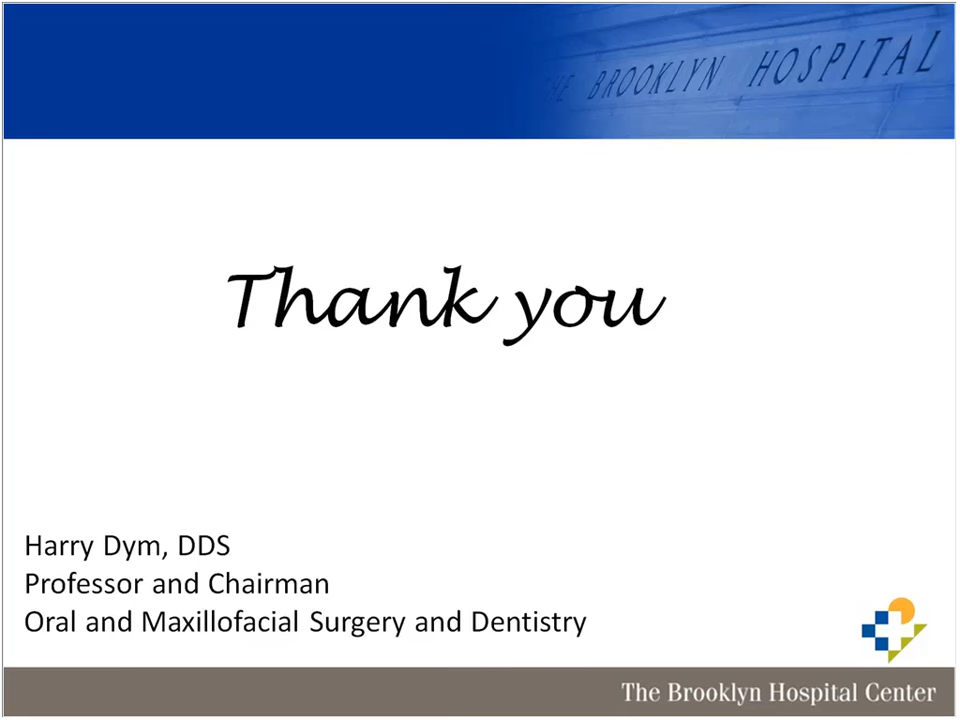 THE BROOKLYN HOSPITAL
Thank you
Harry Dym, DDS
Professor and Chairman
Oral and Maxillofacial Surgery and Dentistry
The Brooklyn Hospital Center